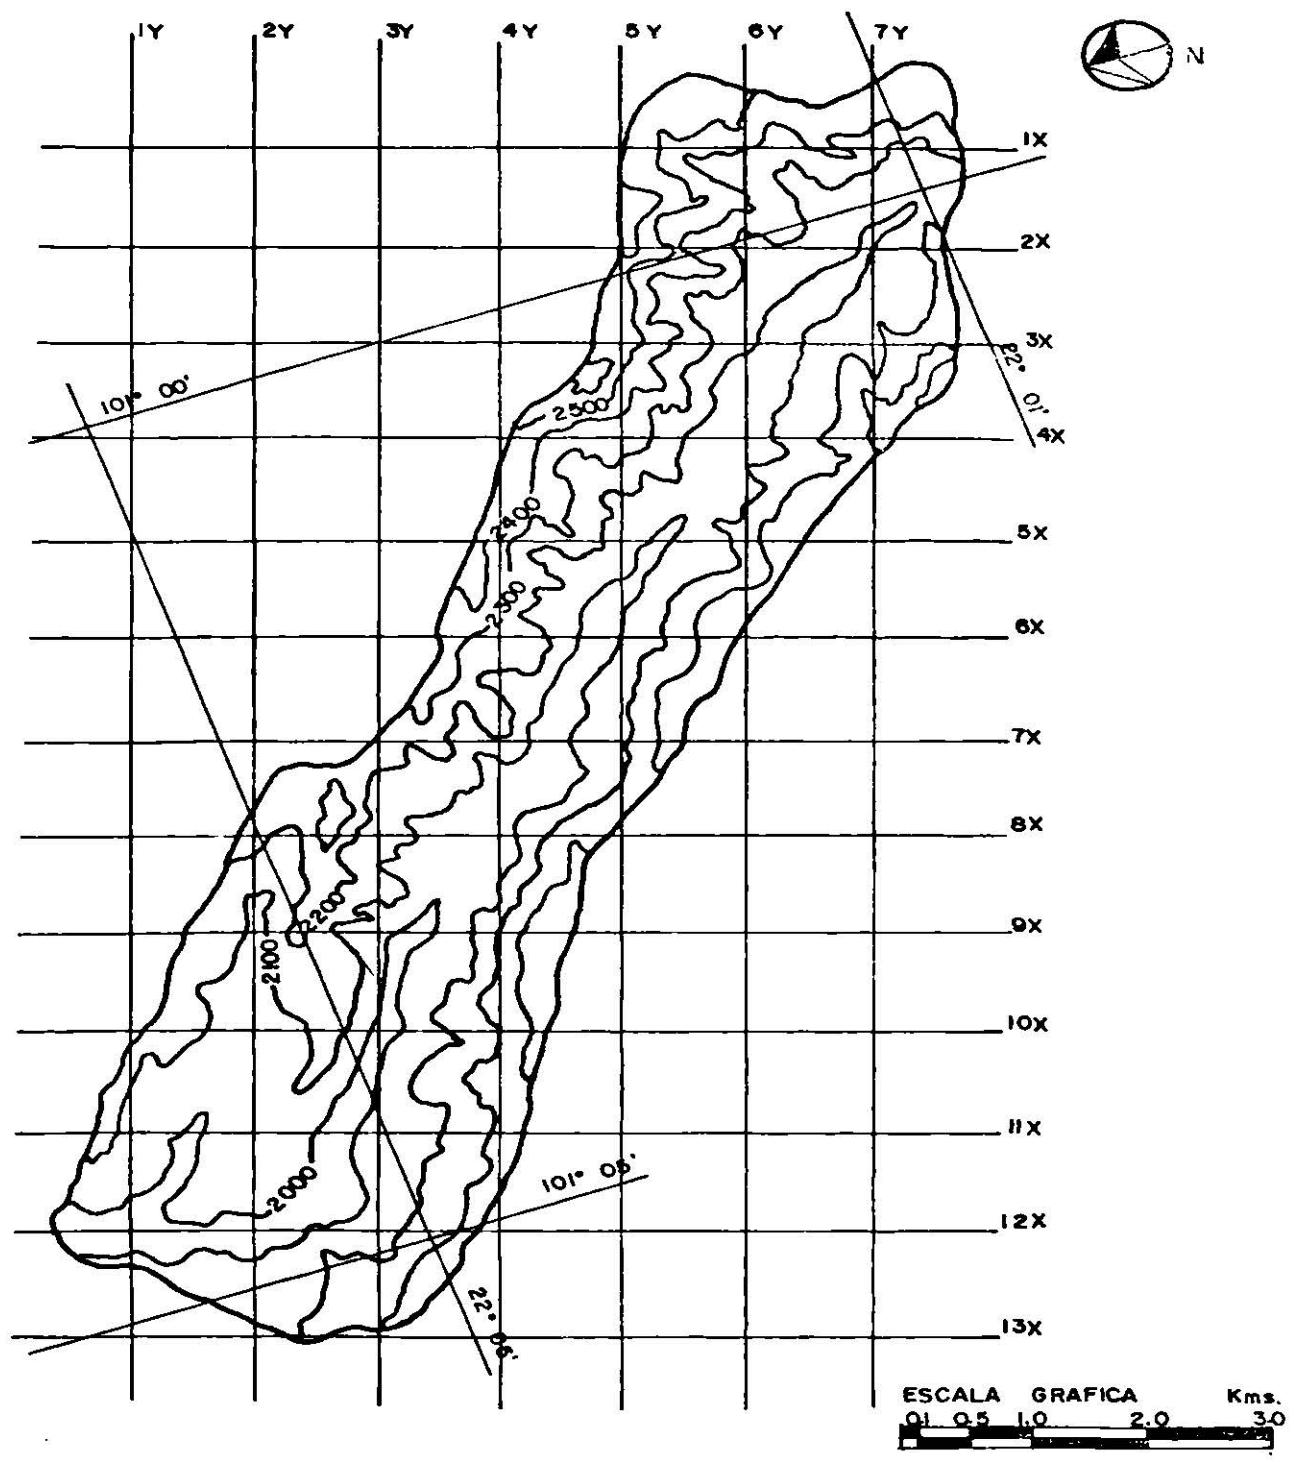 1Y 2Y 3Y 4Y 5Y 6Y 7Y
N
1X
2X
3X
22° 01'
101° 00'
2500
4X
2400
5X
2300
6X
7X
8X
2200
9X
2100
10X
11X
101° 05'
2000
12X
22° 05'
13X
ESCALA GRAFICA Kms.
0.1 0.5 1.0 2.0 3.0